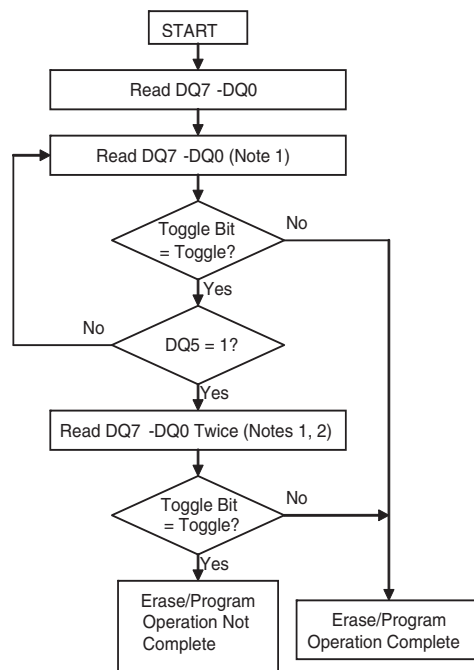 START
Read DQ7 -DQ0
Read DQ7 -DQ0 (Note 1)
Toggle Bit
= Toggle?
No
Yes
No
DQ5 = 1?
Yes
Read DQ7 -DQ0 Twice (Notes 1, 2)
Toggle Bit
= Toggle?
No
Yes
Erase/Program
Operation Not
Complete
Erase/Program
Operation Complete